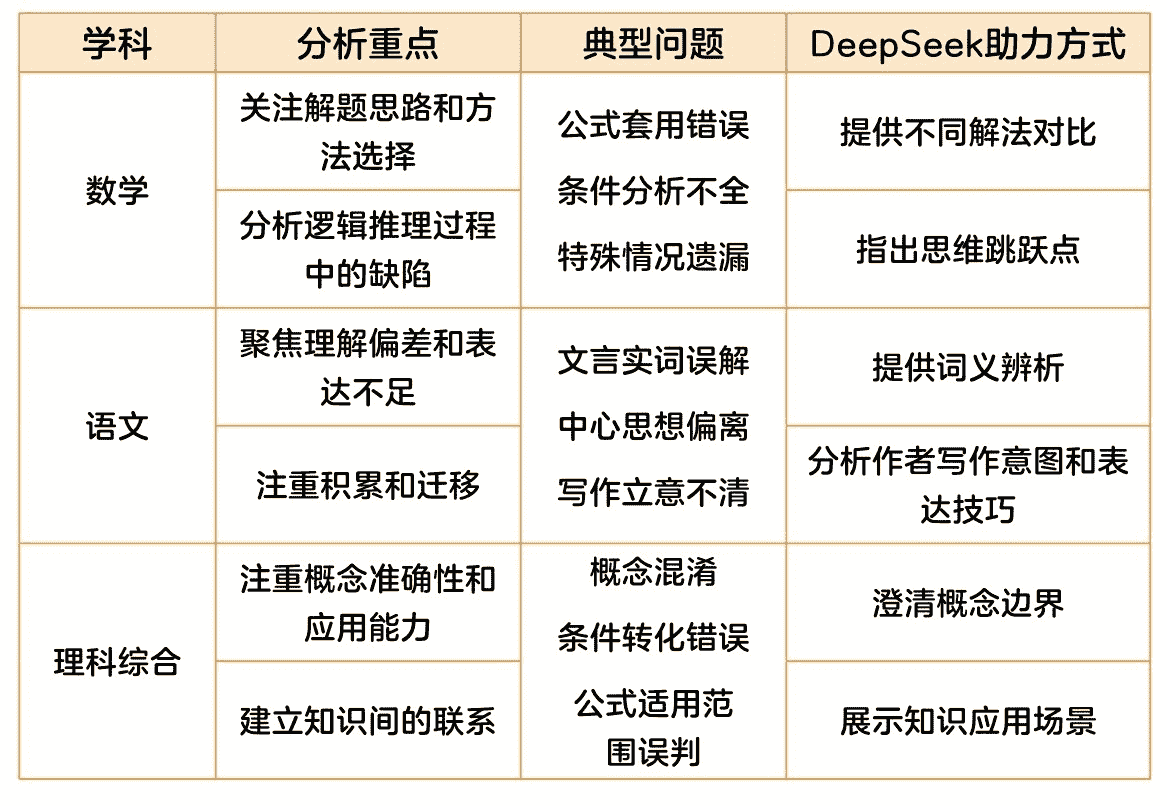 学科 分析重点 典型问题 DeepSeek助力方式
数学
关注解题思路和方
法选择
分析逻辑推理过程
中的缺陷
公式套用错误
条件分析不全
特殊情况遗漏
提供不同解法对比
指出思维跳跃点
语文
聚焦理解偏差和表
达不足
注重积累和迁移
文言实词误解
中心思想偏离
写作立意不清
提供词义辨析
分析作者写作意图和表
达技巧
理科综合
注重概念准确性和
应用能力
建立知识间的联系
概念混淆
条件转化错误
公式适用范
围误判
澄清概念边界
展示知识应用场景